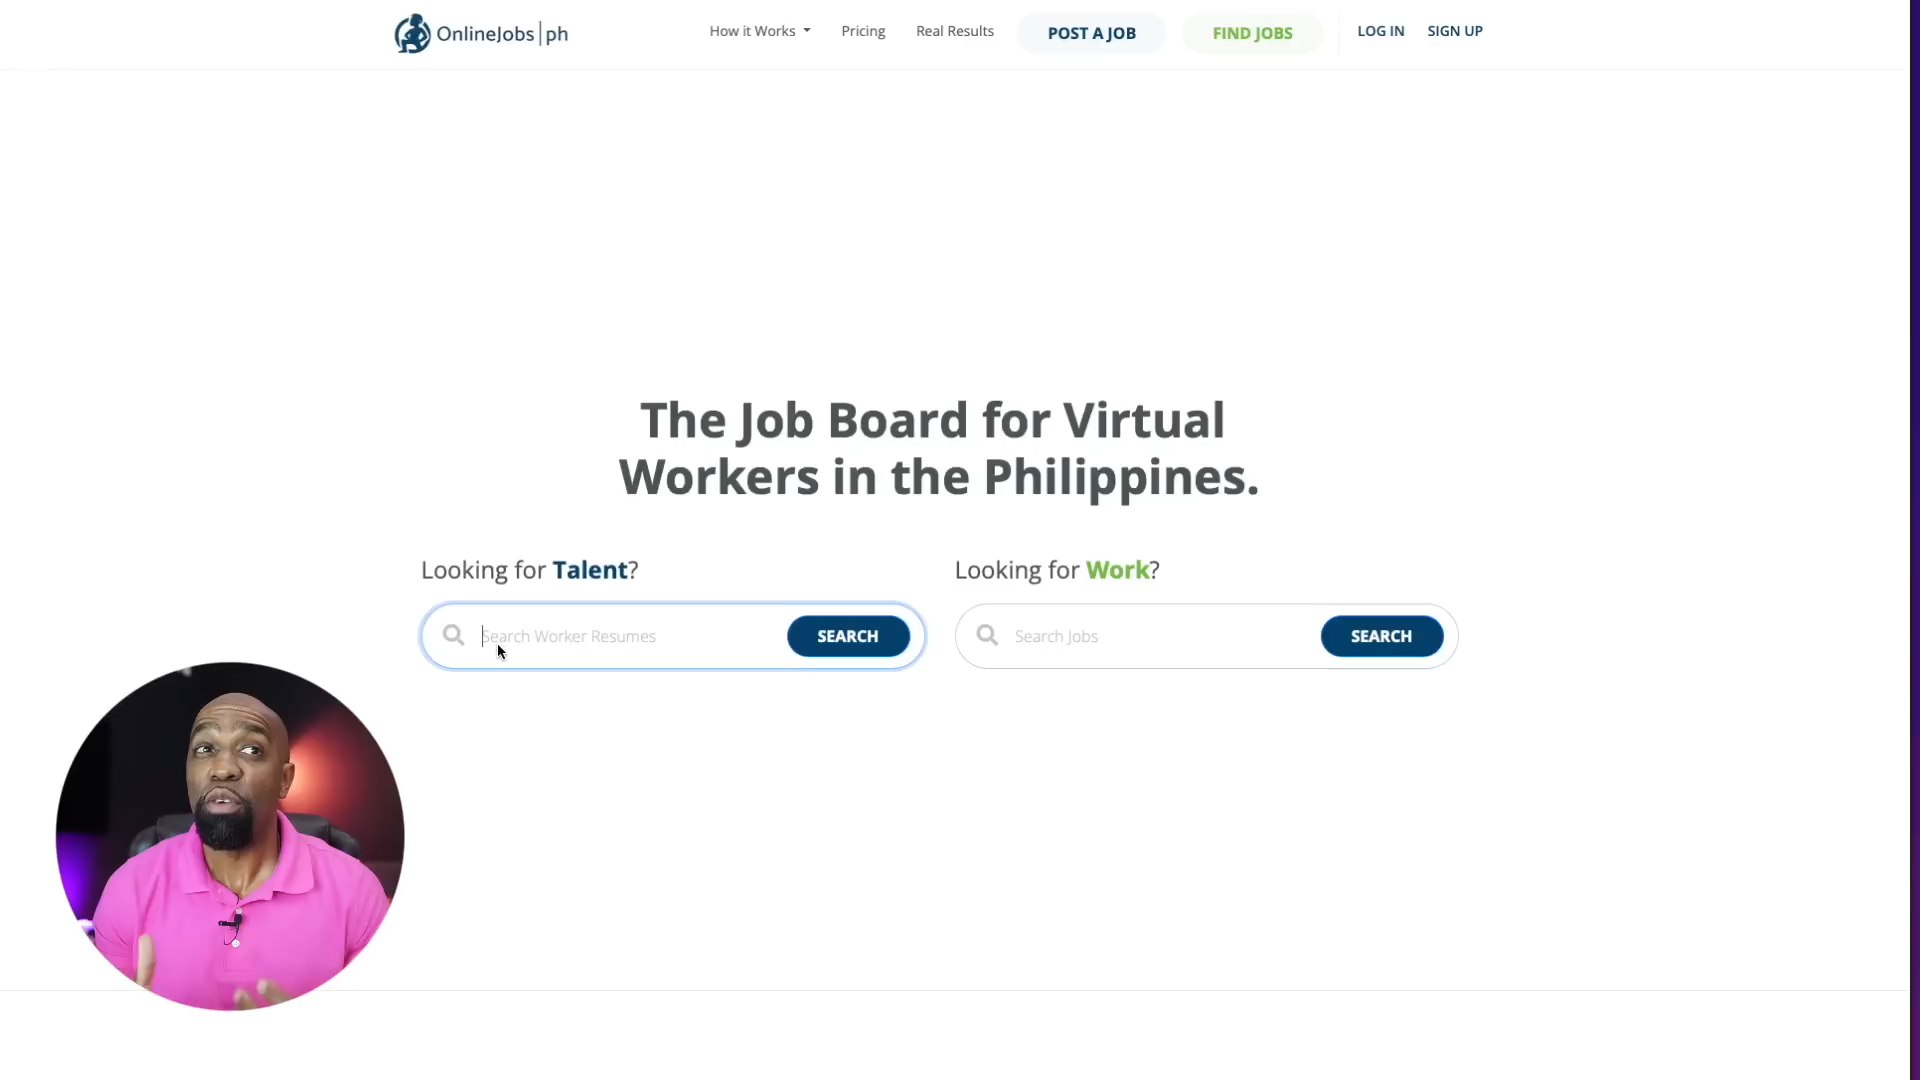 OnlineJobs|ph
How it Works
Pricing
Real Results
POST A JOB
FIND JOBS
LOG IN
SIGN UP
The Job Board for Virtual
Workers in the Philippines.
Looking for Talent?
Search Worker Resumes
SEARCH
Looking for Work?
Search Jobs
SEARCH